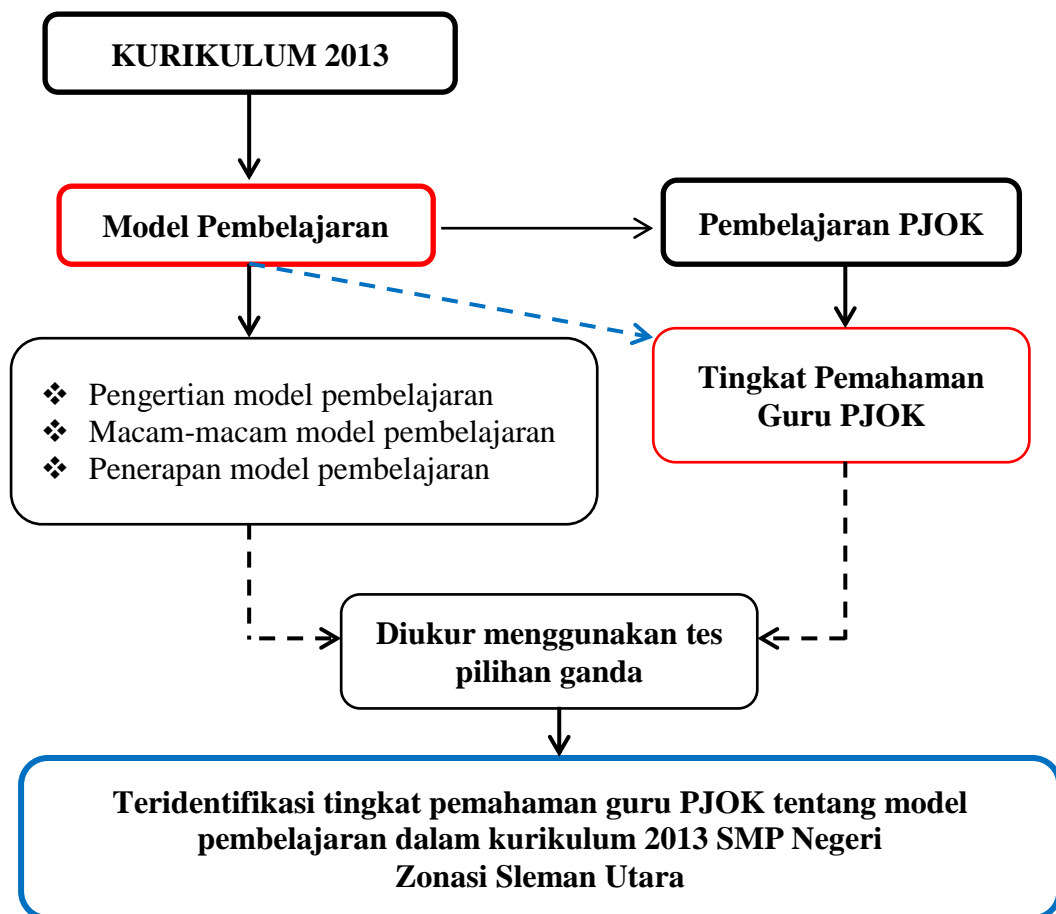 KURIKULUM 2013
Model Pembelajaran
Pembelajaran PJOK
❖ Pengertian model pembelajaran
❖ Macam-macam model pembelajaran
❖ Penerapan model pembelajaran
Tingkat Pemahaman
Guru PJOK
Diukur menggunakan tes
pilihan ganda
Teridentifikasi tingkat pemahaman guru PJOK tentang model
pembelajaran dalam kurikulum 2013 SMP Negeri
Zonasi Sleman Utara